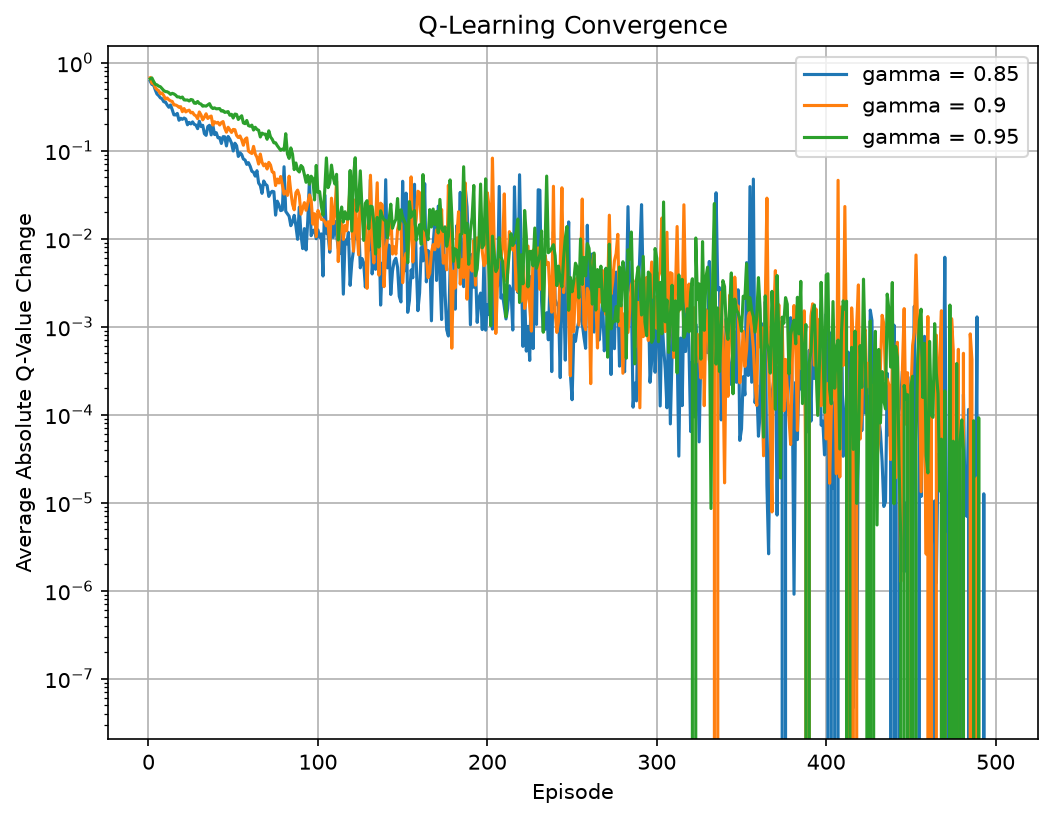 Q-Learning Convergence
gamma = 0.85
gamma = 0.9
gamma = 0.95
Average Absolute Q-Value Change
10⁰
10⁻¹
10⁻²
10⁻³
10⁻⁴
10⁻⁵
10⁻⁶
10⁻⁷
0 100 200 300 400 500
Episode